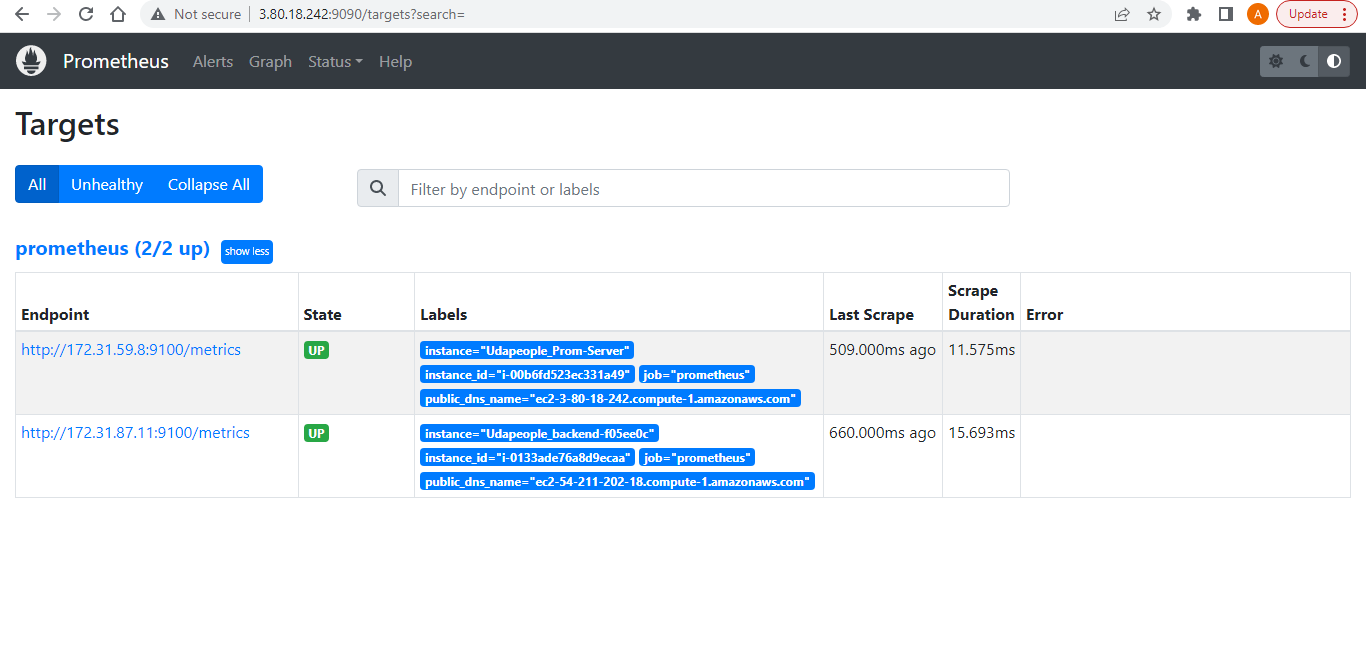 Not secure 3.80.18.242:9090/targets?search= A Update
Prometheus Alerts Graph Status Help
Targets
All Unhealthy Collapse All Filter by endpoint or labels
prometheus (2/2 up) show less
Endpoint State Labels Last Scrape Scrape Duration Error
http://172.31.59.8:9100/metrics UP instance="Udapeople_Prom-Server" 509.000ms ago 11.575ms
instance_id="i-00b6fd523ec331a49" job="prometheus"
public_dns_name="ec2-3-80-18-242.compute-1.amazonaws.com"
http://172.31.87.11:9100/metrics UP instance="Udapeople_backend-f05ee0c" 660.000ms ago 15.693ms
instance_id="i-0133ade76a8d9ecaa" job="prometheus"
public_dns_name="ec2-54-211-202-18.compute-1.amazonaws.com"